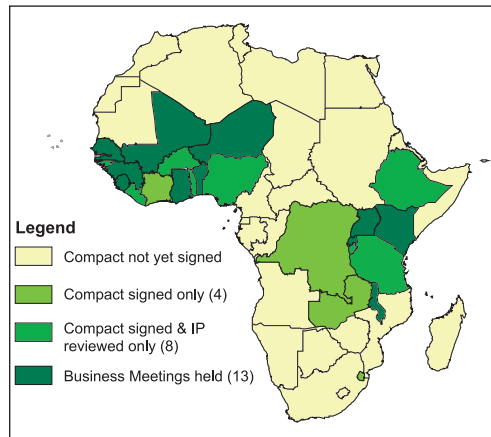 Legend
Compact not yet signed
Compact signed only (4)
Compact signed & IP
reviewed only (8)
Business Meetings held (13)